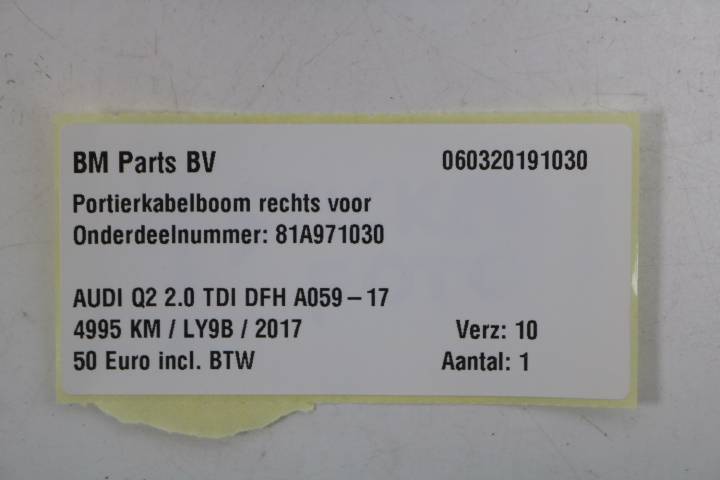 BM Parts BV 060320191030
Portierkabelboom rechts voor
Onderdeelnummer: 81A971030
AUDI Q2 2.0 TDI DFH A059-17
4995 KM / LY9B / 2017 Verz: 10
50 Euro incl. BTW Aantal: 1